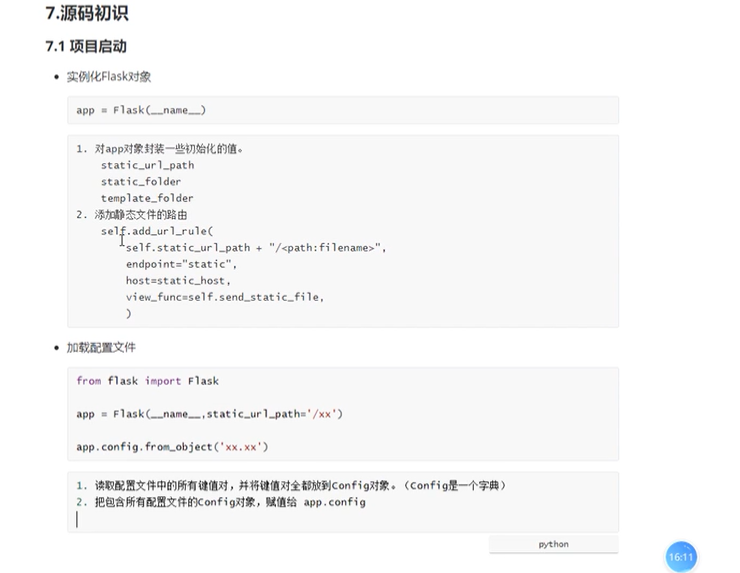 7.源码初识
7.1 项目启动
实例化Flask对象
app = Flask(__name__)
1. 对app对象封装一些初始化的值。
static_url_path
static_folder
template_folder
2. 添加静态文件的路由
self.add_url_rule(
self.static_url_path + "/<path:filename>",
endpoint="static",
host=static_host,
view_func=self.send_static_file,
)
加载配置文件
from flask import Flask
app = Flask(__name__,static_url_path='/xx')
app.config.from_object('xx.xx')
1. 读取配置文件中的所有键值对，并将键值对全都放到Config对象。（Config是一个字典）
2. 把包含所有配置文件的Config对象，赋值给 app.config
python
16:11